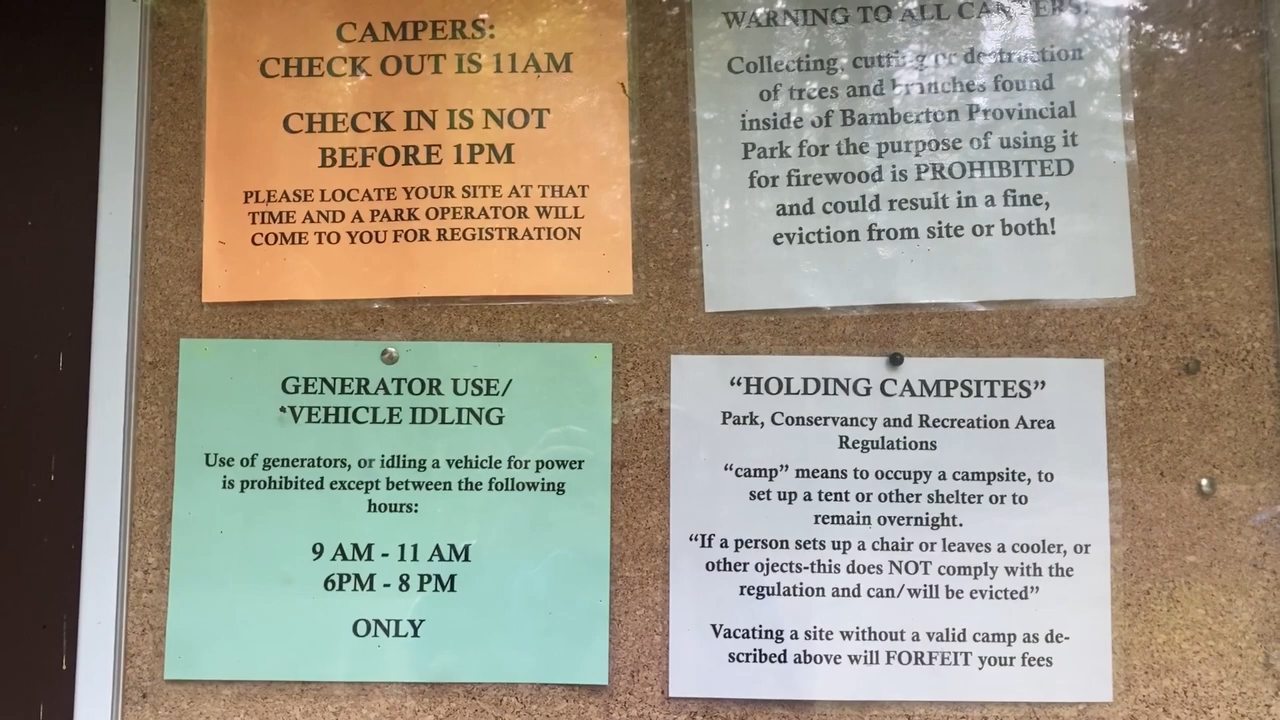 CAMPERS:
CHECK OUT IS 11AM
CHECK IN IS NOT
BEFORE 1PM
PLEASE LOCATE YOUR SITE AT THAT
TIME AND A PARK OPERATOR WILL
COME TO YOU FOR REGISTRATION
WARNING TO ALL CAMPERS:
Collecting, cutting or destruction
of trees and branches found
inside of Bamberton Provincial
Park for the purpose of using it
for firewood is PROHIBITED
and could result in a fine,
eviction from site or both!
GENERATOR USE/
VEHICLE IDLING
Use of generators, or idling a vehicle for power
is prohibited except between the following
hours:
9 AM - 11 AM
6PM - 8 PM
ONLY
“HOLDING CAMPSITES”
Park, Conservancy and Recreation Area
Regulations
“camp” means to occupy a campsite, to
set up a tent or other shelter or to
remain overnight.
“If a person sets up a chair or leaves a cooler, or
other ojects-this does NOT comply with the
regulation and can/will be evicted”
Vacating a site without a valid camp as de-
scribed above will FORFEIT your fees